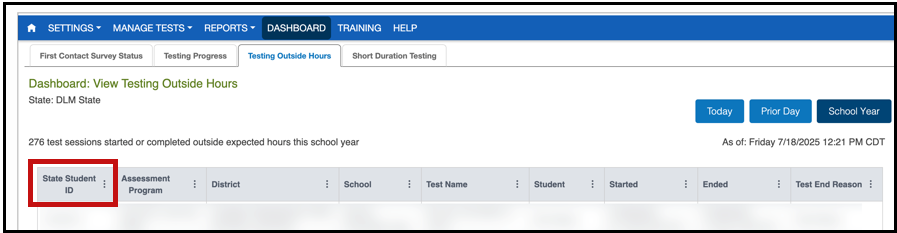 SETTINGS MANAGE TESTS REPORTS DASHBOARD TRAINING HELP
First Contact Survey Status Testing Progress Testing Outside Hours Short Duration Testing
Dashboard: View Testing Outside Hours
State: DLM State
Today Prior Day School Year
276 test sessions started or completed outside expected hours this school year As of: Friday 7/18/2025 12:21 PM CDT
State Student ID Assessment Program District School Test Name Student Started Ended Test End Reason